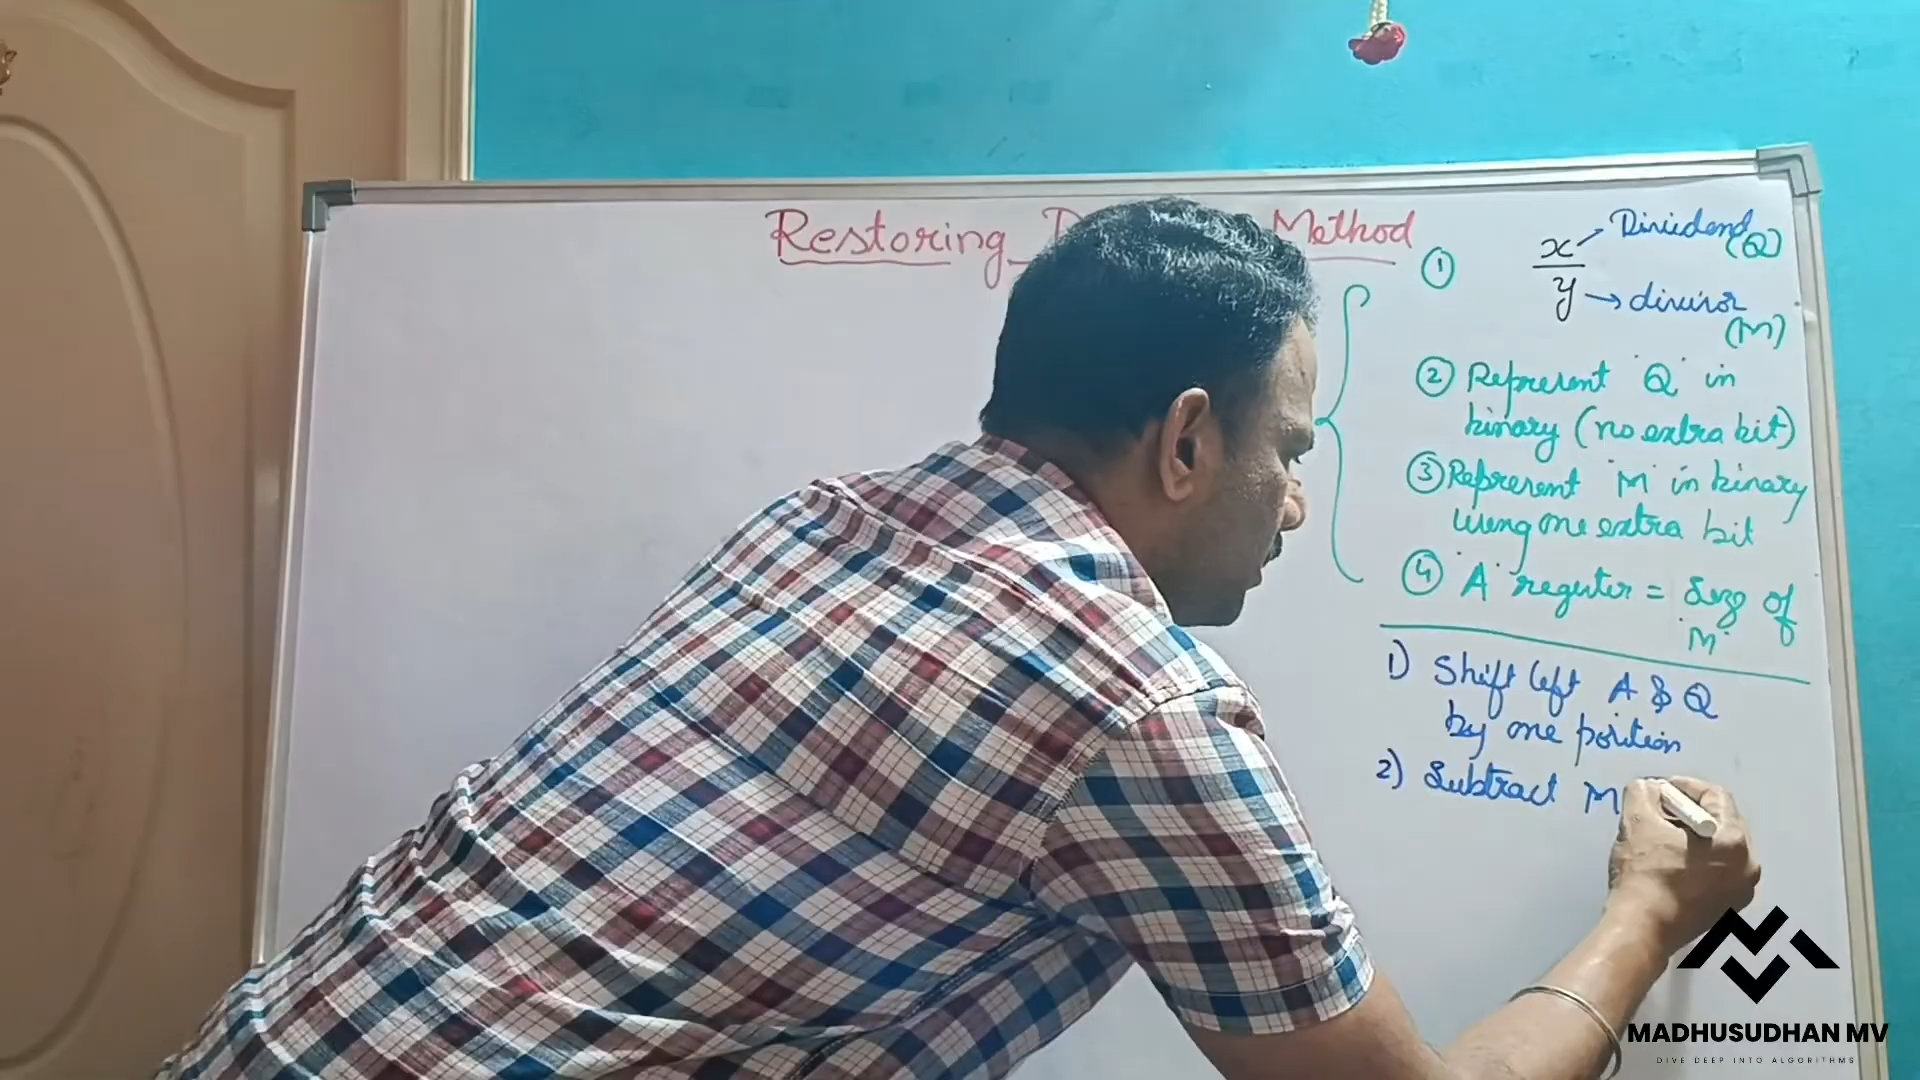 Restoring D Method
① x → Dividend (Q)
y → divisor
(M)
② Represent 'Q' in
binary (no extra bit)
③ Represent 'M' in binary
using one extra bit
④ 'A' register = size of
'M'
1) Shift left A & Q
by one position
2) Subtract M
MADHUSUDHAN MV
DIVE DEEP INTO ALGORITHMS